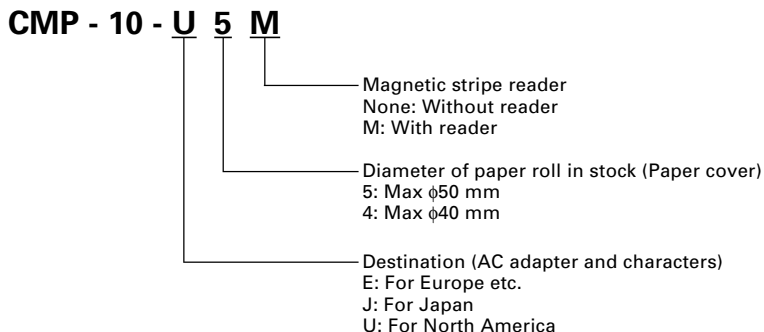 CMP - 10 - U 5 M
Magnetic stripe reader
None: Without reader
M: With reader
Diameter of paper roll in stock (Paper cover)
5: Max ϕ50 mm
4: Max ϕ40 mm
Destination (AC adapter and characters)
E: For Europe etc.
J: For Japan
U: For North America